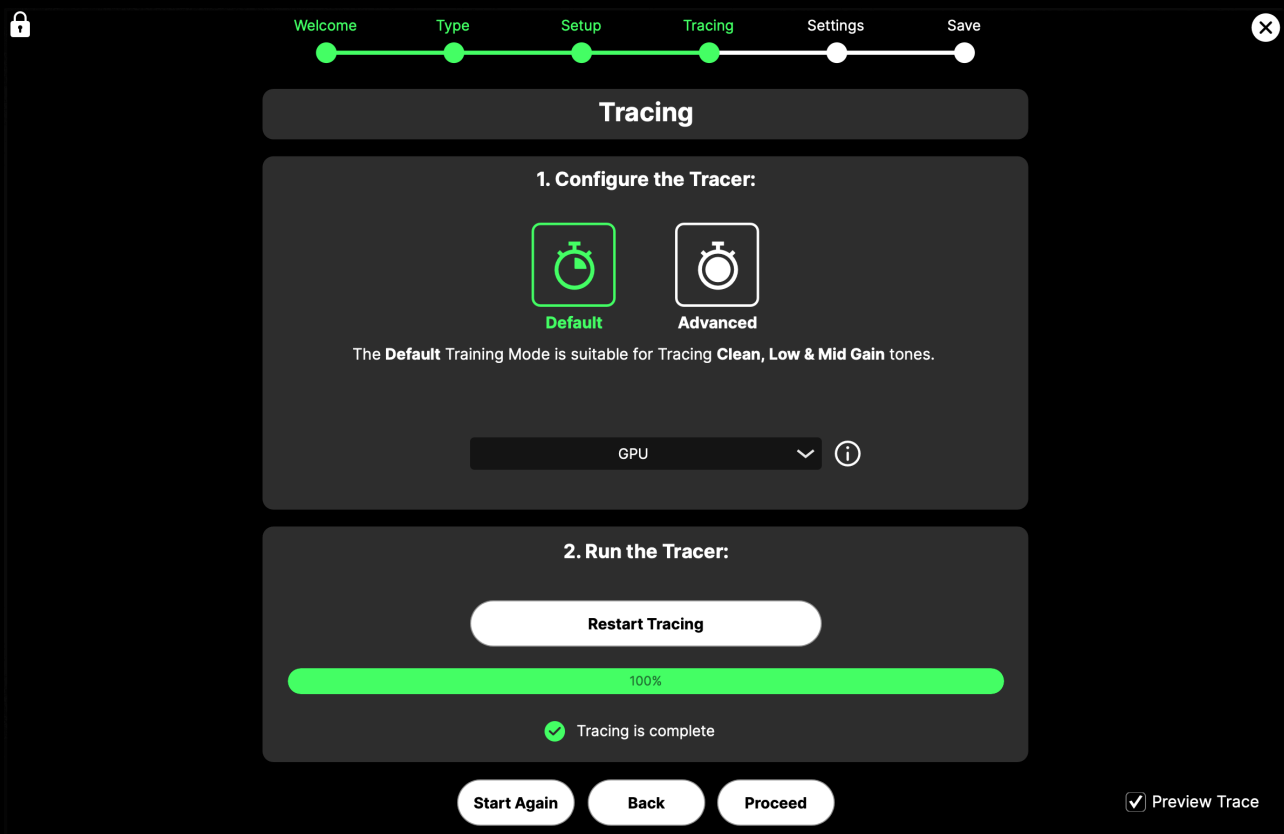 Welcome
Type
Setup
Tracing
Settings
Save
Tracing
1. Configure the Tracer:
Default
Advanced
The Default Training Mode is suitable for Tracing Clean, Low & Mid Gain tones.
GPU
2. Run the Tracer:
Restart Tracing
100%
Tracing is complete
Start Again
Back
Proceed
Preview Trace